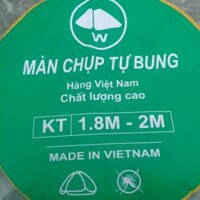 W
MÀN CHỤP TỰ BUNG
Hàng Việt Nam
Chất lượng cao
KT 1.8M - 2M
MADE IN VIETNAM